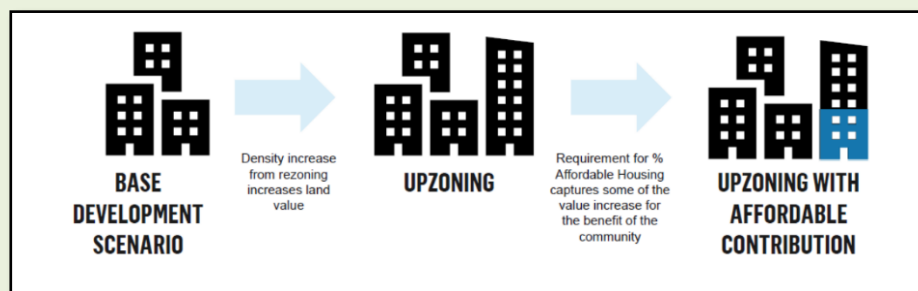 BASE
DEVELOPMENT
SCENARIO
Density increase
from rezoning
increases land
value
UPZONING
Requirement for %
Affordable Housing
captures some of the
value increase for
the benefit of the
community
UPZONING WITH
AFFORDABLE
CONTRIBUTION